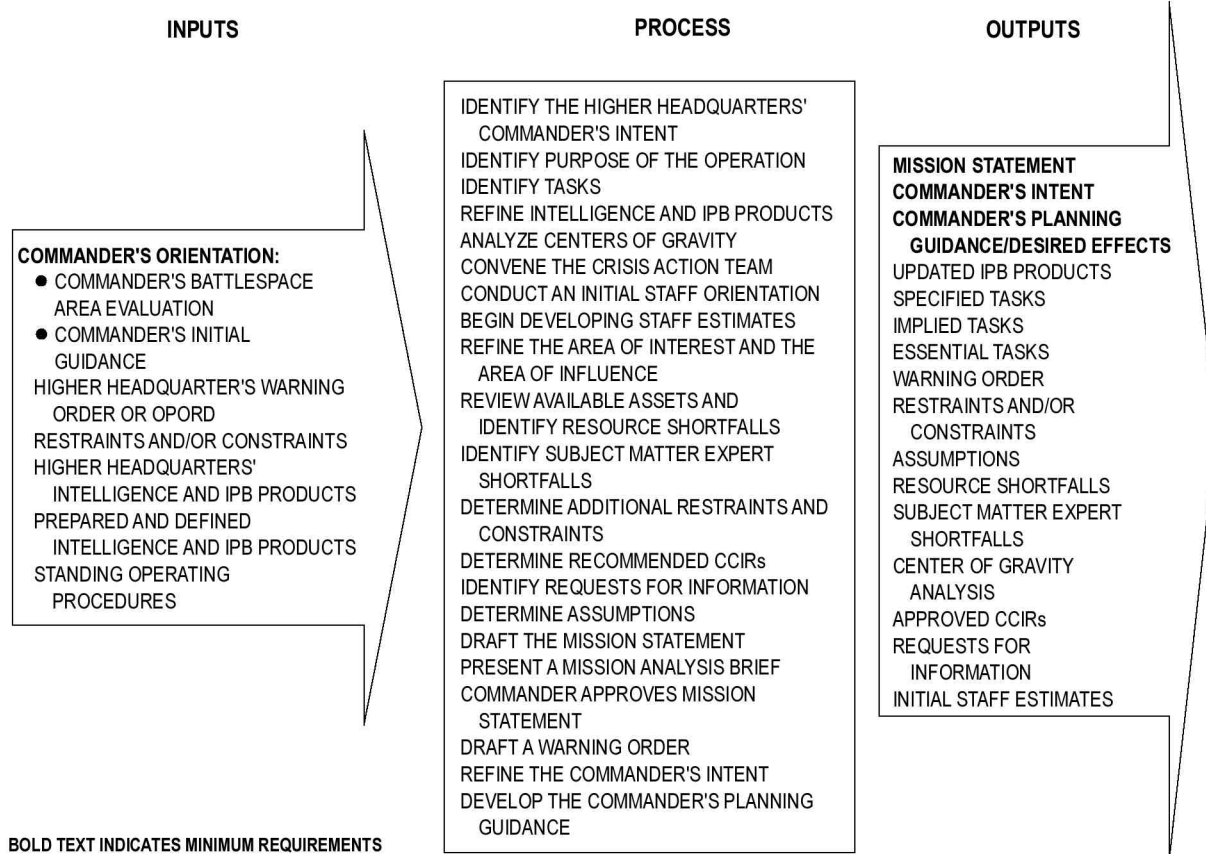 INPUTS
PROCESS
OUTPUTS
COMMANDER'S ORIENTATION:
● COMMANDER'S BATTLESPACE
AREA EVALUATION
● COMMANDER'S INITIAL
GUIDANCE
HIGHER HEADQUARTER'S WARNING
ORDER OR OPORD
RESTRAINTS AND/OR CONSTRAINTS
HIGHER HEADQUARTERS'
INTELLIGENCE AND IPB PRODUCTS
PREPARED AND DEFINED
INTELLIGENCE AND IPB PRODUCTS
STANDING OPERATING
PROCEDURES
IDENTIFY THE HIGHER HEADQUARTERS'
COMMANDER'S INTENT
IDENTIFY PURPOSE OF THE OPERATION
IDENTIFY TASKS
REFINE INTELLIGENCE AND IPB PRODUCTS
ANALYZE CENTERS OF GRAVITY
CONVENE THE CRISIS ACTION TEAM
CONDUCT AN INITIAL STAFF ORIENTATION
BEGIN DEVELOPING STAFF ESTIMATES
REFINE THE AREA OF INTEREST AND THE
AREA OF INFLUENCE
REVIEW AVAILABLE ASSETS AND
IDENTIFY RESOURCE SHORTFALLS
IDENTIFY SUBJECT MATTER EXPERT
SHORTFALLS
DETERMINE ADDITIONAL RESTRAINTS AND
CONSTRAINTS
DETERMINE RECOMMENDED CCIRs
IDENTIFY REQUESTS FOR INFORMATION
DETERMINE ASSUMPTIONS
DRAFT THE MISSION STATEMENT
PRESENT A MISSION ANALYSIS BRIEF
COMMANDER APPROVES MISSION
STATEMENT
DRAFT A WARNING ORDER
REFINE THE COMMANDER'S INTENT
DEVELOP THE COMMANDER'S PLANNING
GUIDANCE
MISSION STATEMENT
COMMANDER'S INTENT
COMMANDER'S PLANNING
GUIDANCE/DESIRED EFFECTS
UPDATED IPB PRODUCTS
SPECIFIED TASKS
IMPLIED TASKS
ESSENTIAL TASKS
WARNING ORDER
RESTRAINTS AND/OR
CONSTRAINTS
ASSUMPTIONS
RESOURCE SHORTFALLS
SUBJECT MATTER EXPERT
SHORTFALLS
CENTER OF GRAVITY
ANALYSIS
APPROVED CCIRs
REQUESTS FOR
INFORMATION
INITIAL STAFF ESTIMATES
BOLD TEXT INDICATES MINIMUM REQUIREMENTS